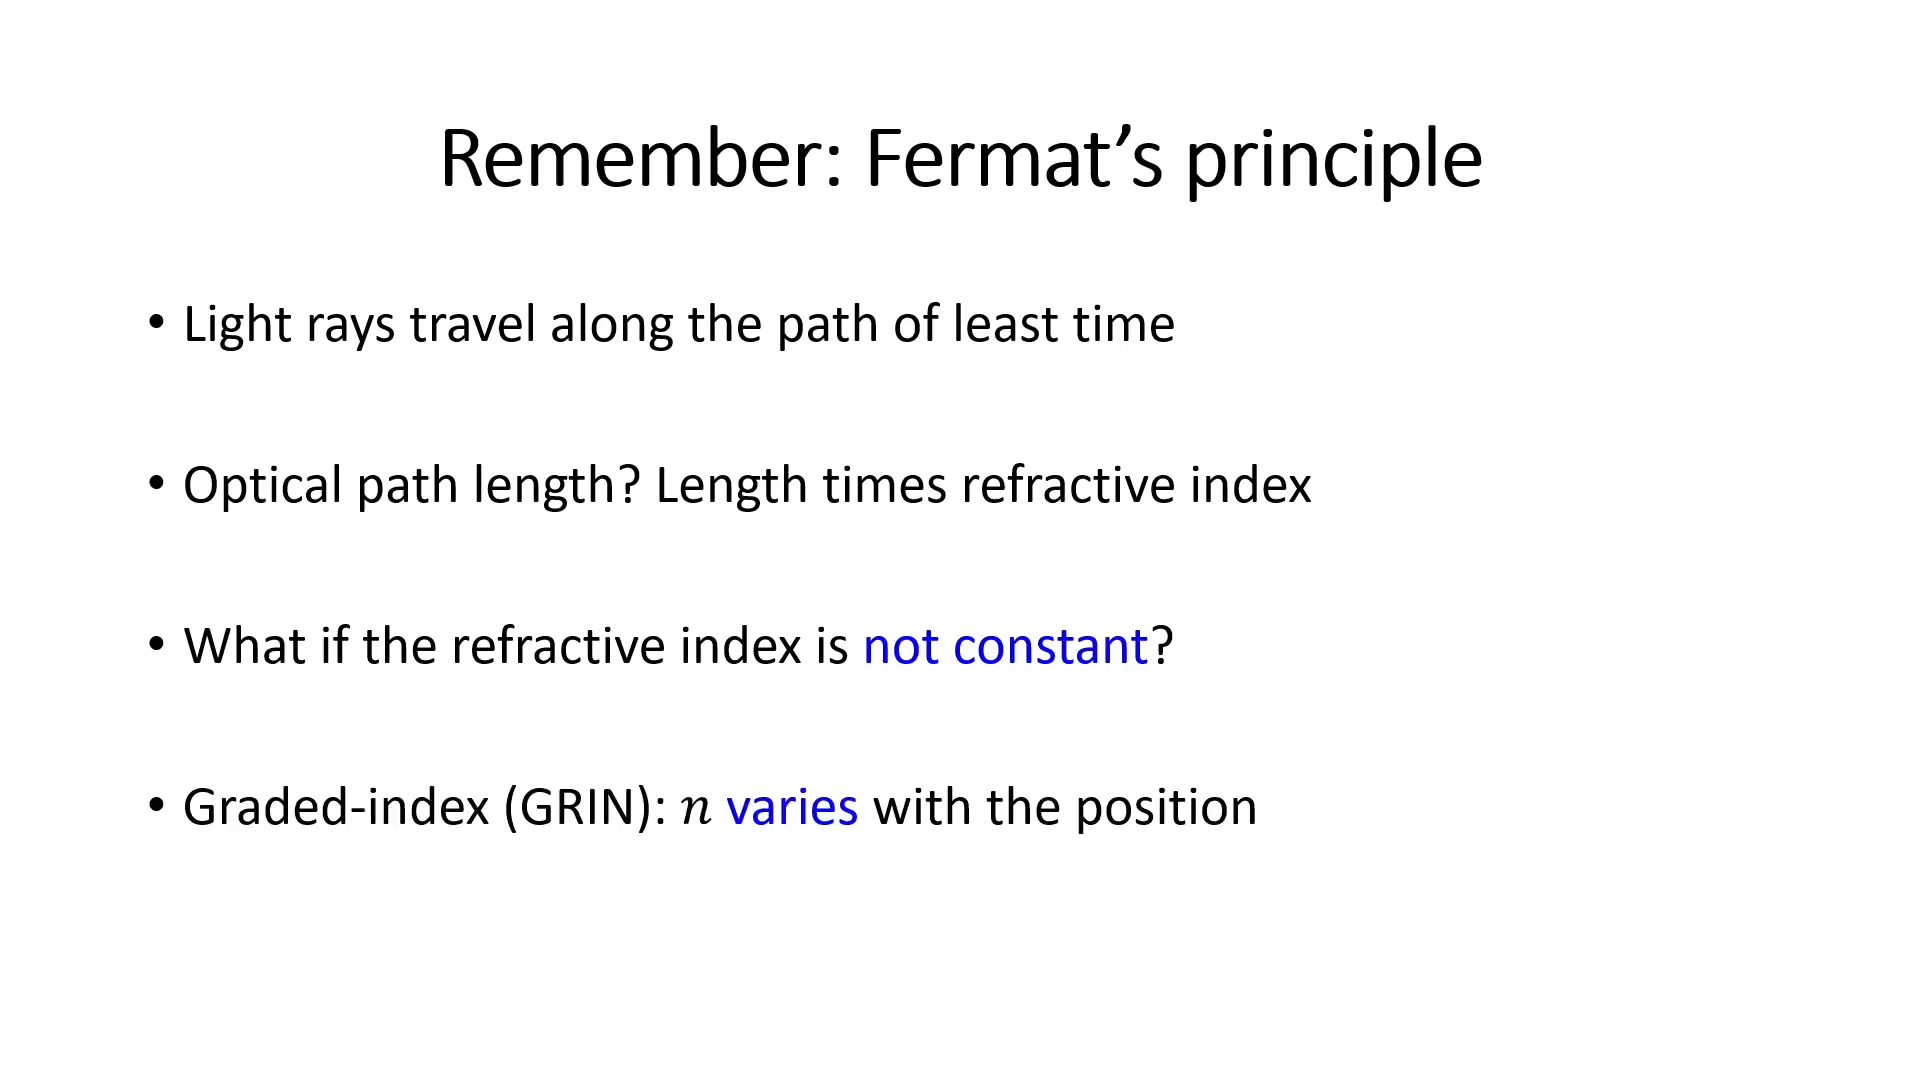 Remember: Fermat’s principle
• Light rays travel along the path of least time
• Optical path length? Length times refractive index
• What if the refractive index is not constant?
• Graded-index (GRIN): 𝑛 varies with the position